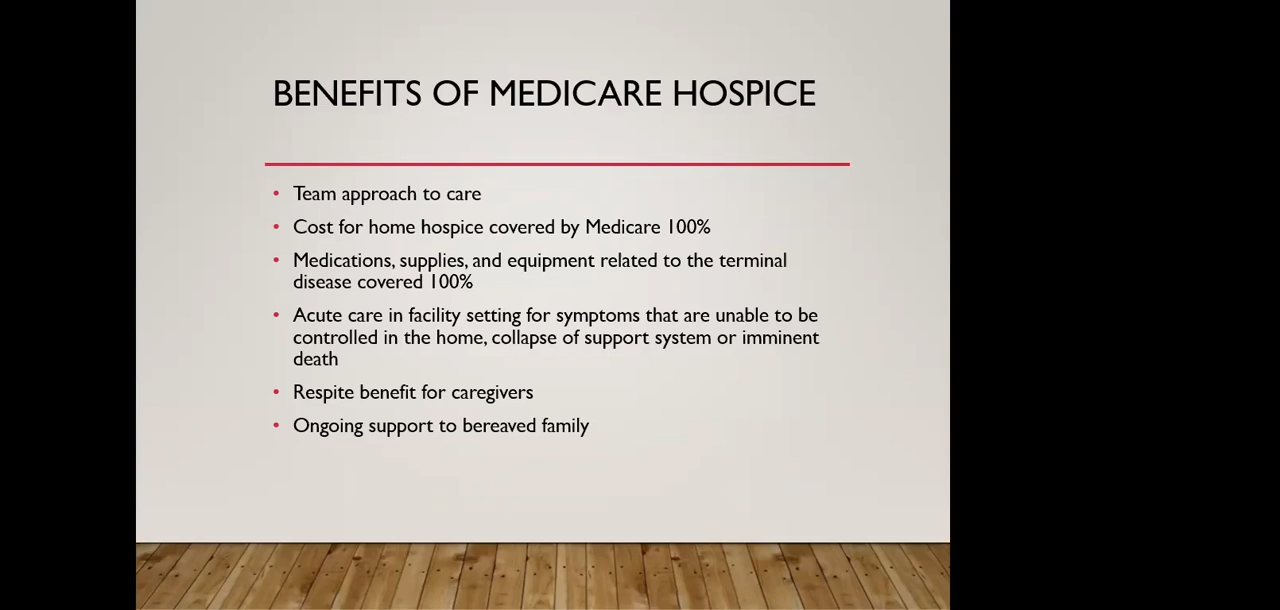 BENEFITS OF MEDICARE HOSPICE
• Team approach to care
• Cost for home hospice covered by Medicare 100%
• Medications, supplies, and equipment related to the terminal
disease covered 100%
• Acute care in facility setting for symptoms that are unable to be
controlled in the home, collapse of support system or imminent
death
• Respite benefit for caregivers
• Ongoing support to bereaved family